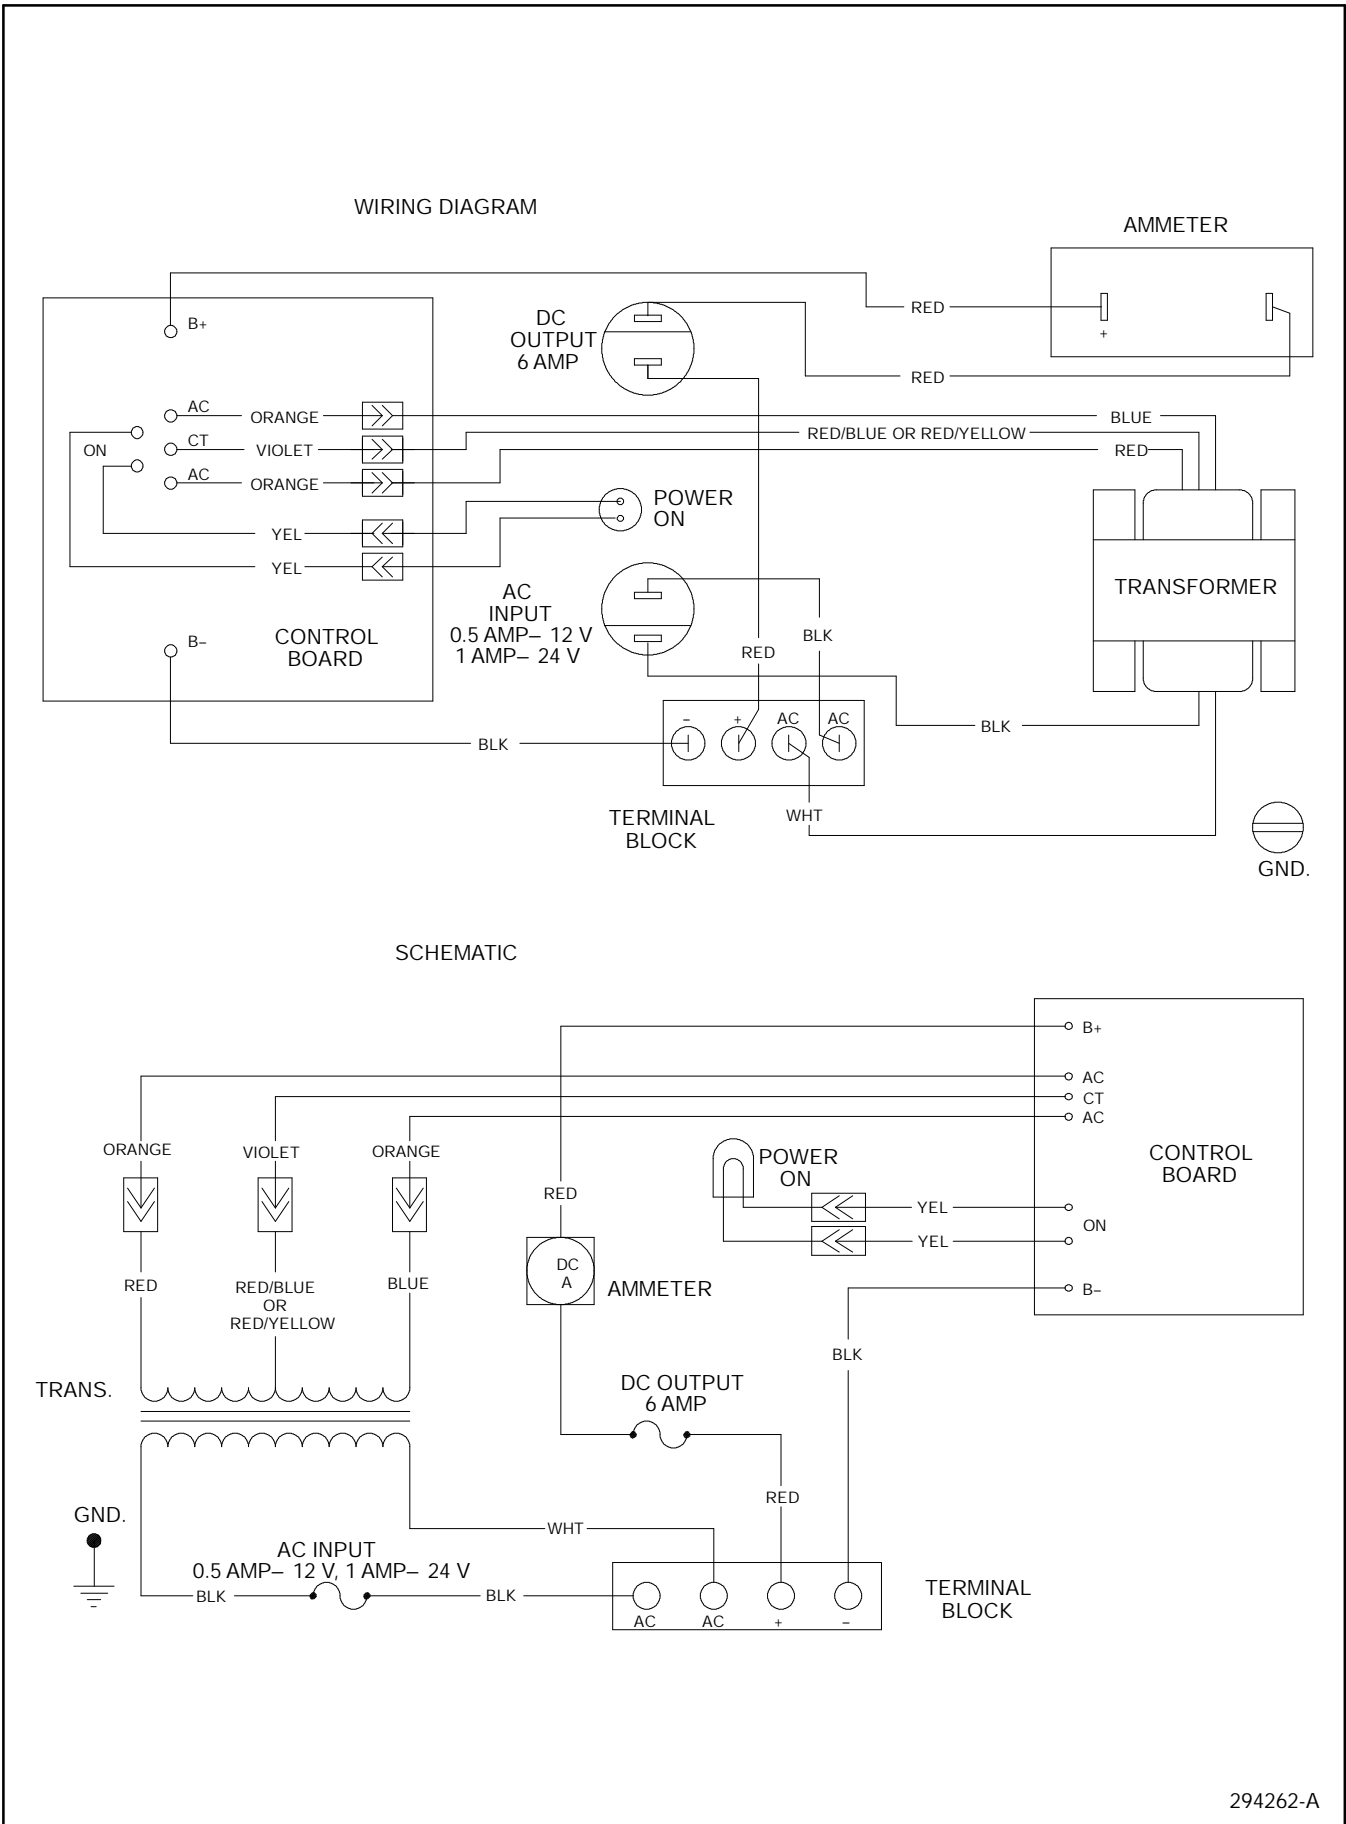 WIRING DIAGRAM
AMMETER
RED
+
RED
DC
OUTPUT
6 AMP
B+
AC
ORANGE
BLUE
ON
CT
VIOLET
RED/BLUE OR RED/YELLOW
AC
ORANGE
RED
YEL
POWER
ON
YEL
AC
INPUT
0.5 AMP– 12 V
1 AMP– 24 V
TRANSFORMER
B–
CONTROL
BOARD
RED
BLK
–
+
AC
AC
BLK
BLK
TERMINAL
BLOCK
WHT
GND.
SCHEMATIC
B+
AC
CT
AC
ORANGE
VIOLET
ORANGE
POWER
ON
CONTROL
BOARD
RED
YEL
ON
YEL
RED
RED/BLUE
OR
RED/YELLOW
BLUE
DC
A
AMMETER
B–
BLK
TRANS.
DC OUTPUT
6 AMP
RED
GND.
WHT
AC INPUT
0.5 AMP– 12 V, 1 AMP– 24 V
BLK
BLK
AC
AC
+
–
TERMINAL
BLOCK
294262-A